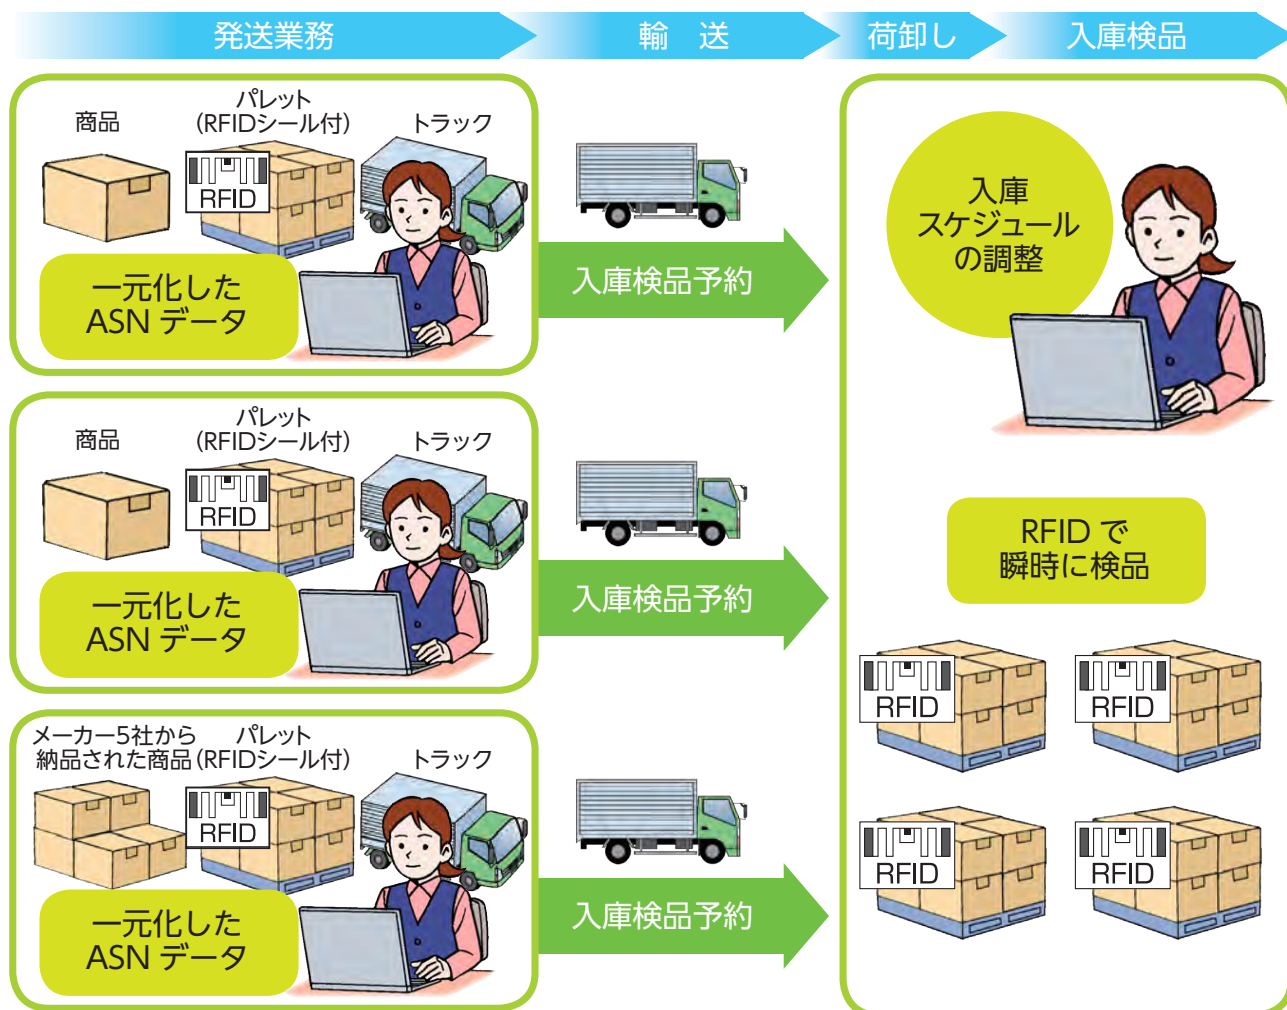 発送業務
輸 送
荷卸し
入庫検品
商品
パレット
(RFIDシール付)
トラック
RFID
一元化した
ASN データ
入庫検品予約
商品
パレット
(RFIDシール付)
トラック
RFID
一元化した
ASN データ
入庫検品予約
メーカー5社から
納品された商品
パレット
(RFIDシール付)
トラック
RFID
一元化した
ASN データ
入庫検品予約
入庫
スケジュール
の調整
RFID で
瞬時に検品
RFID
RFID
RFID
RFID